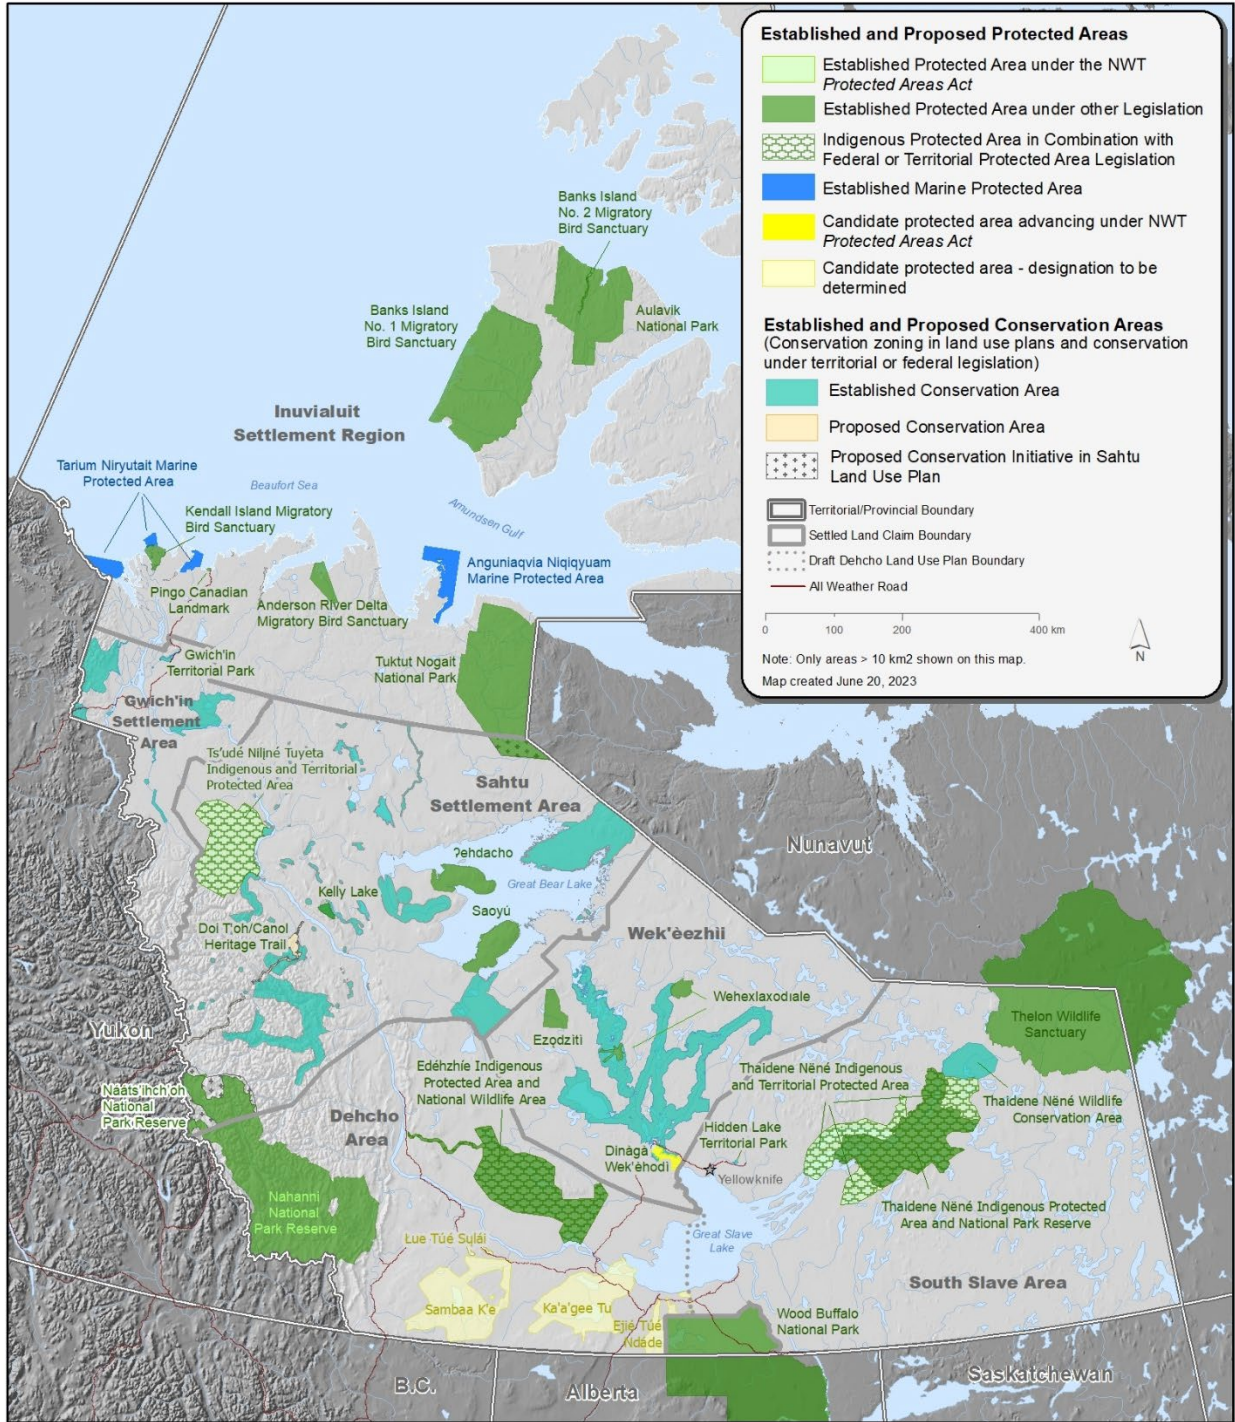 Established and Proposed Protected Areas
Established Protected Area under the NWT
Protected Areas Act
Established Protected Area under other Legislation
Indigenous Protected Area in Combination with
Federal or Territorial Protected Area Legislation
Established Marine Protected Area
Candidate protected area advancing under NWT
Protected Areas Act
Candidate protected area - designation to be
determined
Established and Proposed Conservation Areas
(Conservation zoning in land use plans and conservation
under territorial or federal legislation)
Established Conservation Area
Proposed Conservation Area
Proposed Conservation Initiative in Sahtu
Land Use Plan
Territorial/Provincial Boundary
Settled Land Claim Boundary
Draft Dehcho Land Use Plan Boundary
All Weather Road
0 100 200 400 km
N
Note: Only areas > 10 km2 shown on this map.
Map created June 20, 2023
Banks Island
No. 2 Migratory
Bird Sanctuary
Banks Island
No. 1 Migratory
Bird Sanctuary
Aulavik
National Park
Inuvialuit
Settlement Region
Tarium Niryutait Marine
Protected Area
Beaufort Sea
Kendall Island Migratory
Bird Sanctuary
Amundsen Gulf
Anguniaqvia Niqiqyuam
Marine Protected Area
Pingo Canadian
Landmark
Anderson River Delta
Migratory Bird Sanctuary
Gwich'in
Territorial Park
Tuktut Nogait
National Park
Gwich'in
Settlement
Area
Ts'udé Nilįné Tuyeta
Indigenous and Territorial
Protected Area
Sahtu
Settlement Area
Nunavut
Ɂehdacho
Great Bear Lake
Kelly Lake
Saoyú
Doi T'oh/Canol
Heritage Trail
Wek'èezhìi
Yukon
Wehexlaxodıale
Ezǫdzìtì
Thelon Wildlife
Sanctuary
Edéhzhíe Indigenous
Protected Area and
National Wildlife Area
Thaidene Nëné Indigenous
and Territorial Protected Area
Nááts'ihch'oh
National
Park Reserve
Dehcho
Area
Thaidene Nëné Wildlife
Conservation Area
Hidden Lake
Territorial Park
Dìnàgà
Wek'èhodì
Yellowknife
Nahanni
National
Park Reserve
Thaidene Nëné Indigenous Protected
Area and National Park Reserve
Łue Túé Sųlái
Great Slave
Lake
South Slave Area
Sambaa K'e
Ka'a'gee Tu
Ejíé Túé
Ndáde
Wood Buffalo
National Park
B.C.
Alberta
Saskatchewan